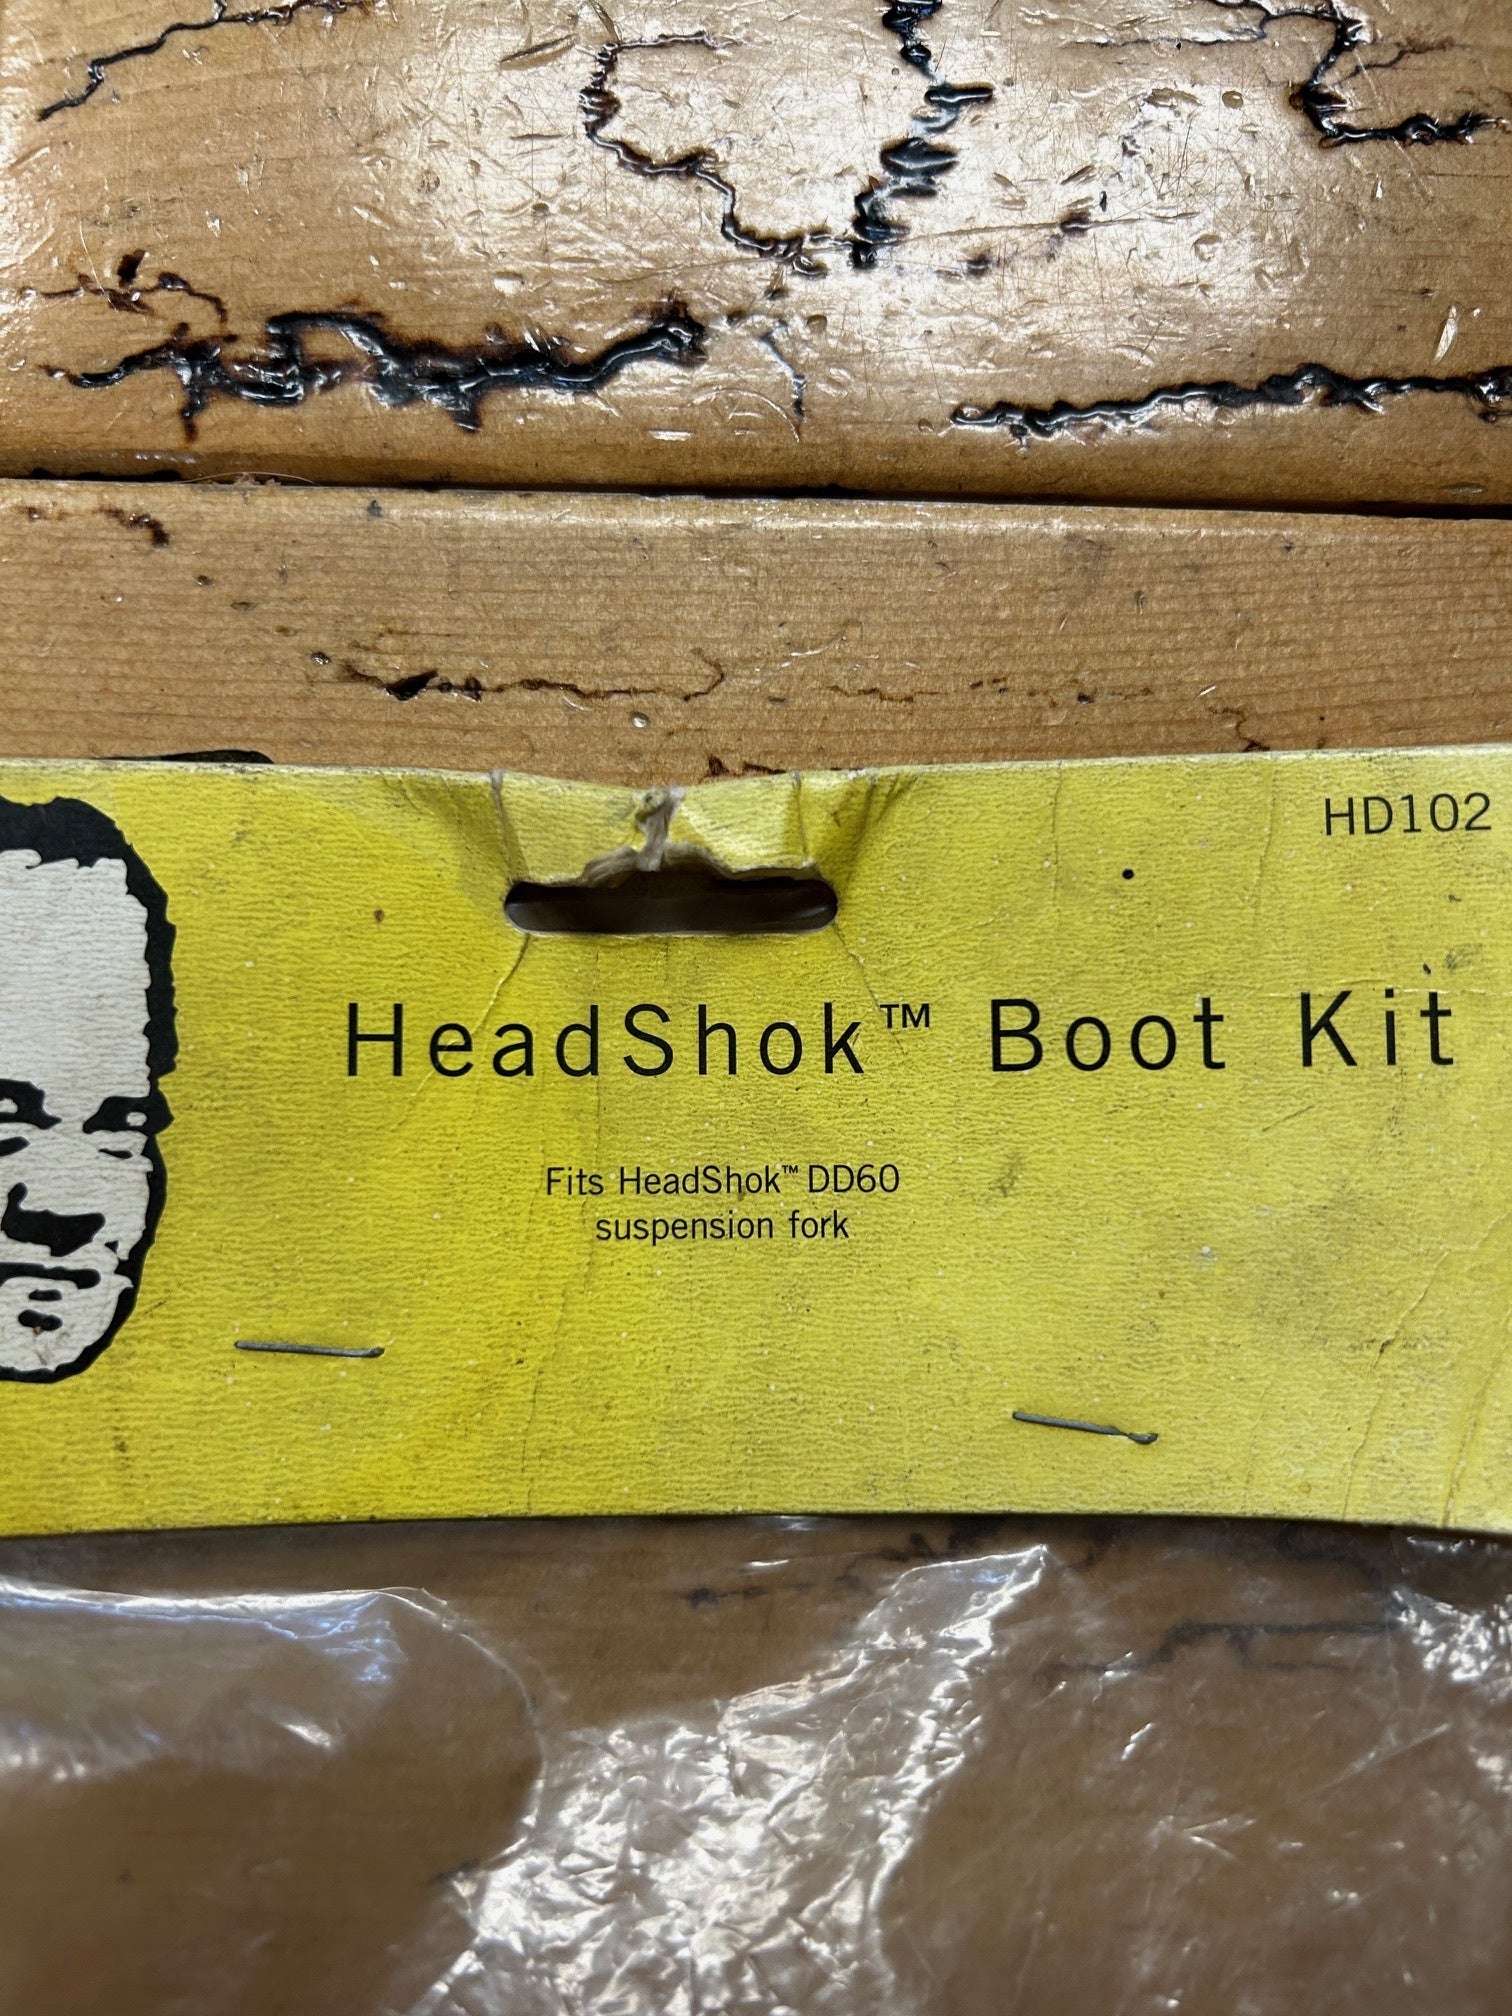 HD102
HeadShok™ Boot Kit
Fits HeadShok™ DD60
suspension fork